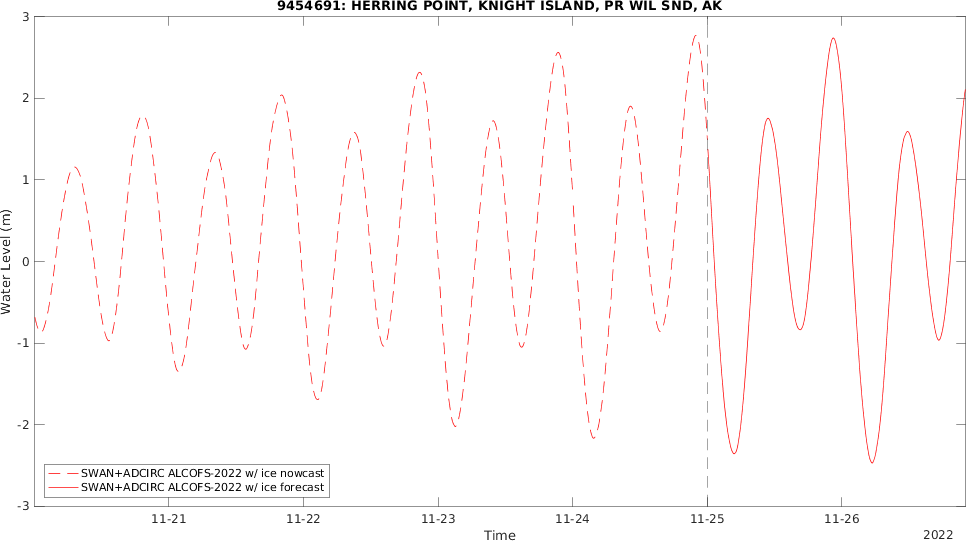 9454691: HERRING POINT, KNIGHT ISLAND, PR WIL SND, AK
3
2
1
0
-1
-2
-3
Water Level (m)
SWAN+ADCIRC ALCOFS-2022 w/ ice nowcast
SWAN+ADCIRC ALCOFS-2022 w/ ice forecast
11-21
11-22
11-23
11-24
11-25
11-26
Time
2022